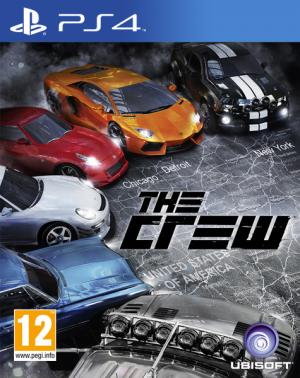 PS4
New York
Chicago - Detroit
THE
CREW
UNITED STATES
OF AMERICA
12
www.pegi.info
UBISOFT